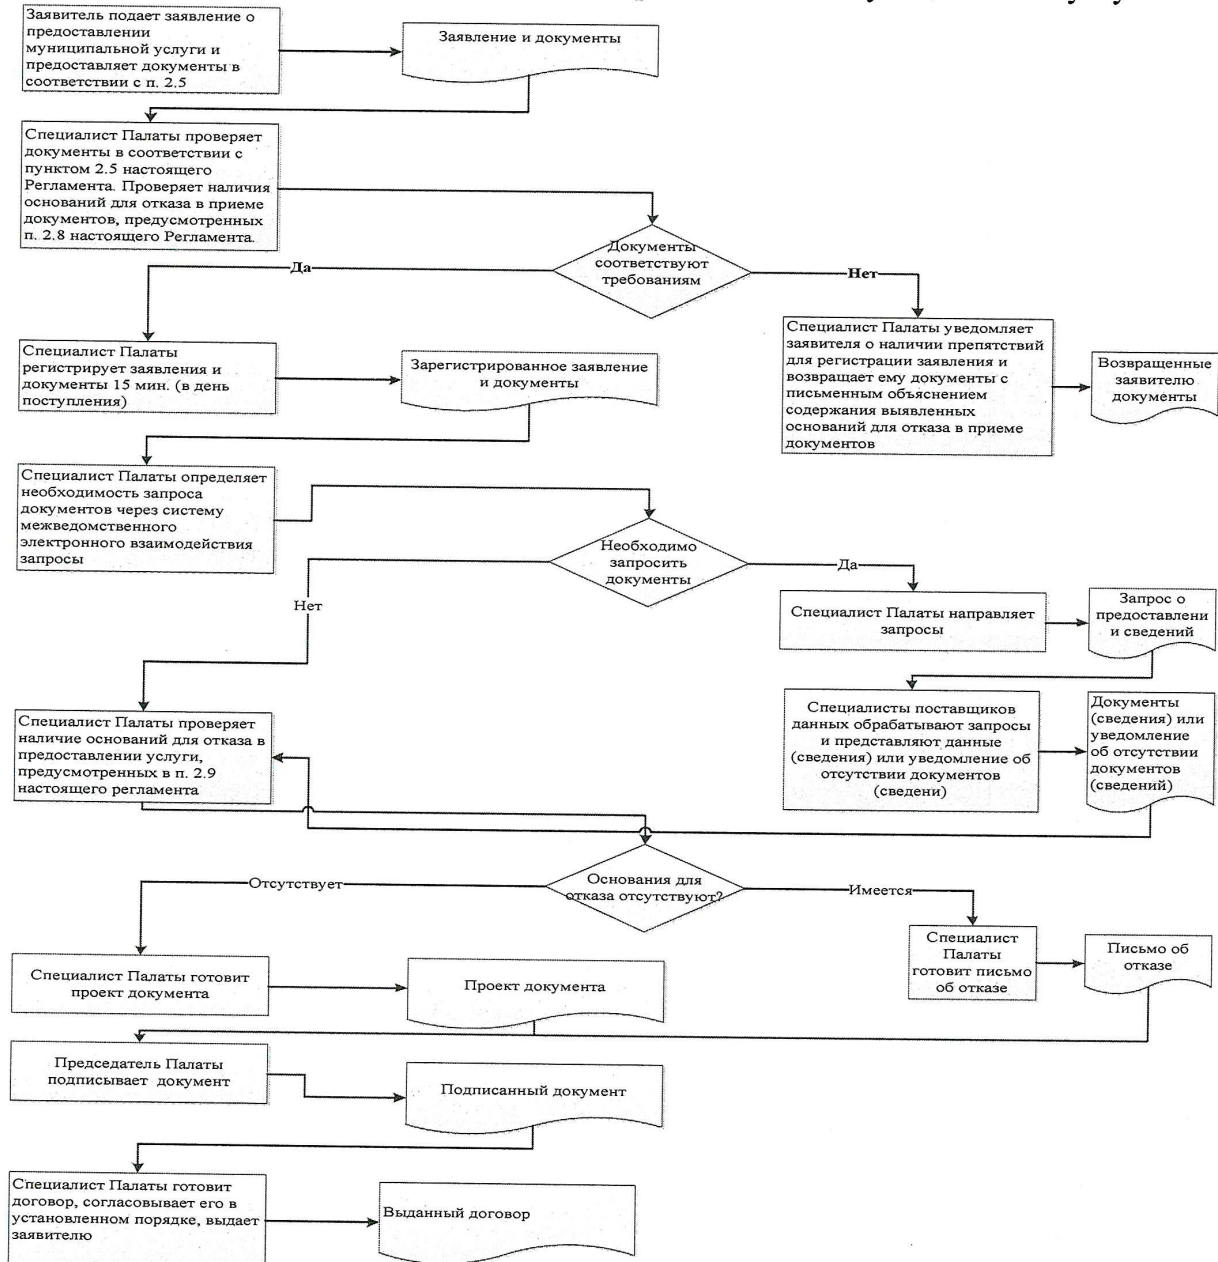 Заявитель подает заявление о
предоставлении
муниципальной услуги и
предоставляет документы в
соответствии с п. 2.5
Заявление и документы
Специалист Палаты проверяет
документы в соответствии с
пунктом 2.5 настоящего
Регламента. Проверяет наличия
оснований для отказа в приеме
документов, предусмотренных
п. 2.8 настоящего Регламента.
Документы
соответствуют
требованиям
Да
Нет
Специалист Палаты
регистрирует заявления и
документы 15 мин. (в день
поступления)
Зарегистрированное заявление
и документы
Специалист Палаты уведомляет
заявителя о наличии препятствий
для регистрации заявления и
возвращает ему документы с
письменным объяснением
содержания выявленных
оснований для отказа в приеме
документов
Возвращенные
заявителю
документы
Специалист Палаты определяет
необходимость запроса
документов через систему
межведомственного
электронного взаимодействия
запросы
Необходимо
запросить
документы
Да
Нет
Специалист Палаты направляет
запросы
Запрос о
предоставлени
и сведений
Специалисты поставщиков
данных обрабатывают запросы
и представляют данные
(сведения) или уведомление об
отсутствии документов
(сведени)
Документы
(сведения) или
уведомление
об отсутствии
документов
(сведений)
Специалист Палаты проверяет
наличие оснований для отказа в
предоставлении услуги,
предусмотренных в п. 2.9
настоящего регламента
Основания для
отказа отсутствуют?
Отсутствует
Имеется
Специалист
Палаты
готовит письмо
об отказе
Письмо об
отказе
Специалист Палаты готовит
проект документа
Проект документа
Председатель Палаты
подписывает документ
Подписанный документ
Специалист Палаты готовит
договор, согласовывает его в
установленном порядке, выдает
заявителю
Выданный договор